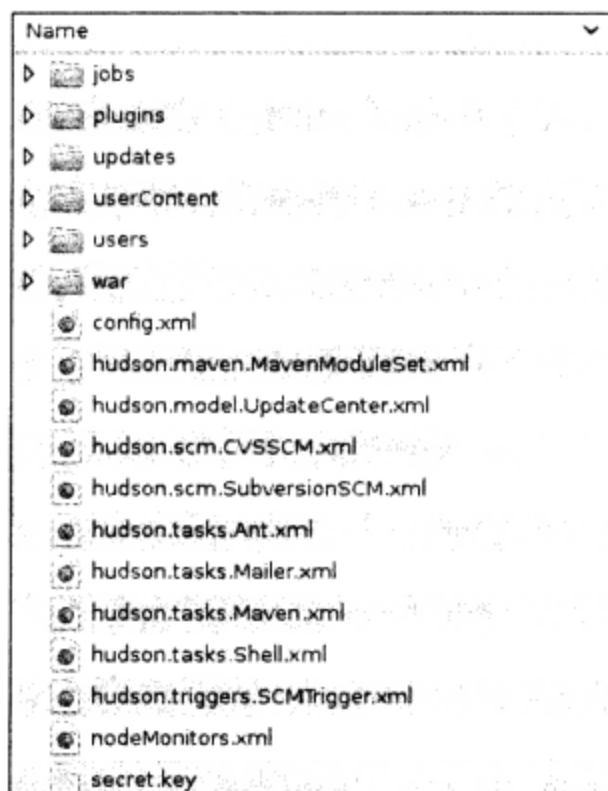 Name
jobs
plugins
updates
userContent
users
war
config.xml
hudson.maven.MavenModuleSet.xml
hudson.model.UpdateCenter.xml
hudson.scm.CVSSCM.xml
hudson.scm.SubversionSCM.xml
hudson.tasks.Ant.xml
hudson.tasks.Mailer.xml
hudson.tasks.Maven.xml
hudson.tasks.Shell.xml
hudson.triggers.SCMTrigger.xml
nodeMonitors.xml
secret.key